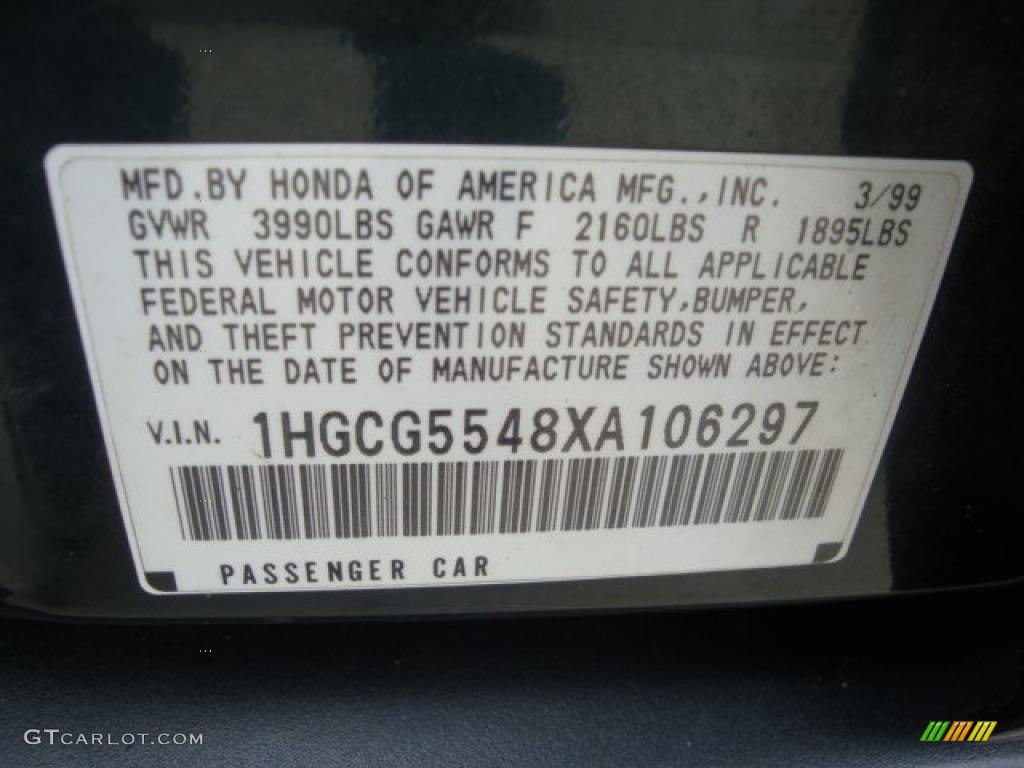 MFD.BY HONDA OF AMERICA MFG.,INC. 3/99
GVWR 3990LBS GAWR F 2160LBS R 1895LBS
THIS VEHICLE CONFORMS TO ALL APPLICABLE
FEDERAL MOTOR VEHICLE SAFETY,BUMPER,
AND THEFT PREVENTION STANDARDS IN EFFECT
ON THE DATE OF MANUFACTURE SHOWN ABOVE:
V.I.N. 1HGCG5548XA106297
PASSENGER CAR
GTCARLOT.COM